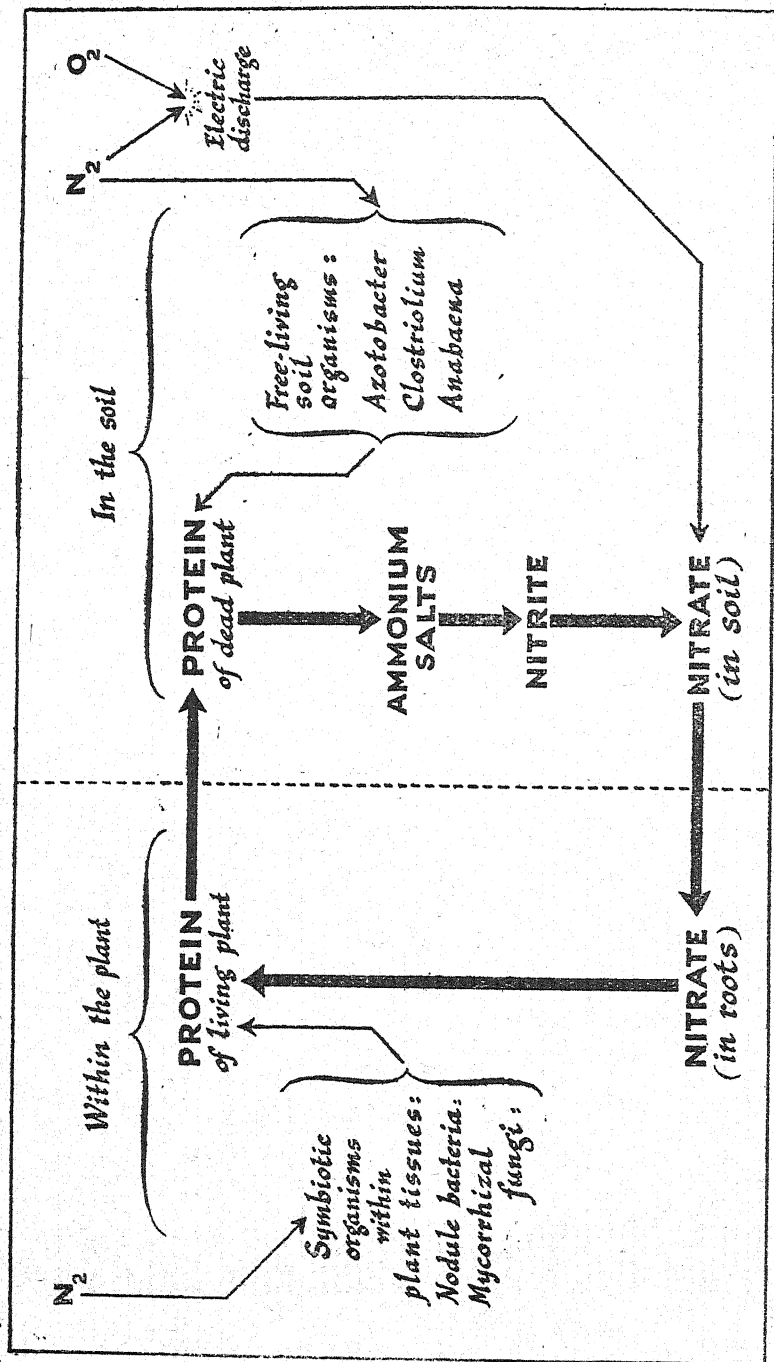 Within the plant
In the soil
N2
N2
O2
Electric
discharge
PROTEIN
of living plant
PROTEIN
of dead plant
Symbiotic
organisms
within
plant tissues:
Nodule bacteria:
Mycorrhizal
fungi:
Free-living
soil
organisms:
Azotobacter
Clostriolium
Anabaena
AMMONIUM
SALTS
NITRITE
NITRATE
(in roots)
NITRATE
(in soil)